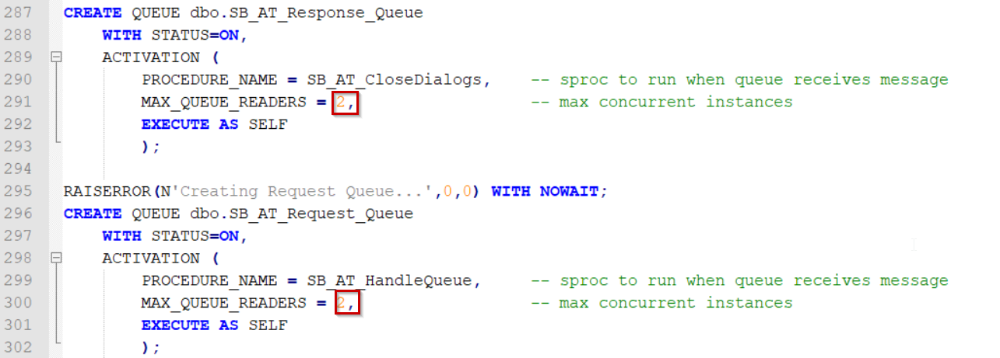 287 CREATE QUEUE dbo.SB_AT_Response_Queue
288     WITH STATUS=ON,
289     ACTIVATION (
290         PROCEDURE_NAME = SB_AT_CloseDialogs,    -- sproc to run when queue receives message
291         MAX_QUEUE_READERS = 2,                  -- max concurrent instances
292         EXECUTE AS SELF
293         );
294
295 RAISERROR(N'Creating Request Queue...',0,0) WITH NOWAIT;
296 CREATE QUEUE dbo.SB_AT_Request_Queue
297     WITH STATUS=ON,
298     ACTIVATION (
299         PROCEDURE_NAME = SB_AT_HandleQueue,     -- sproc to run when queue receives message
300         MAX_QUEUE_READERS = 2,                  -- max concurrent instances
301         EXECUTE AS SELF
302         );